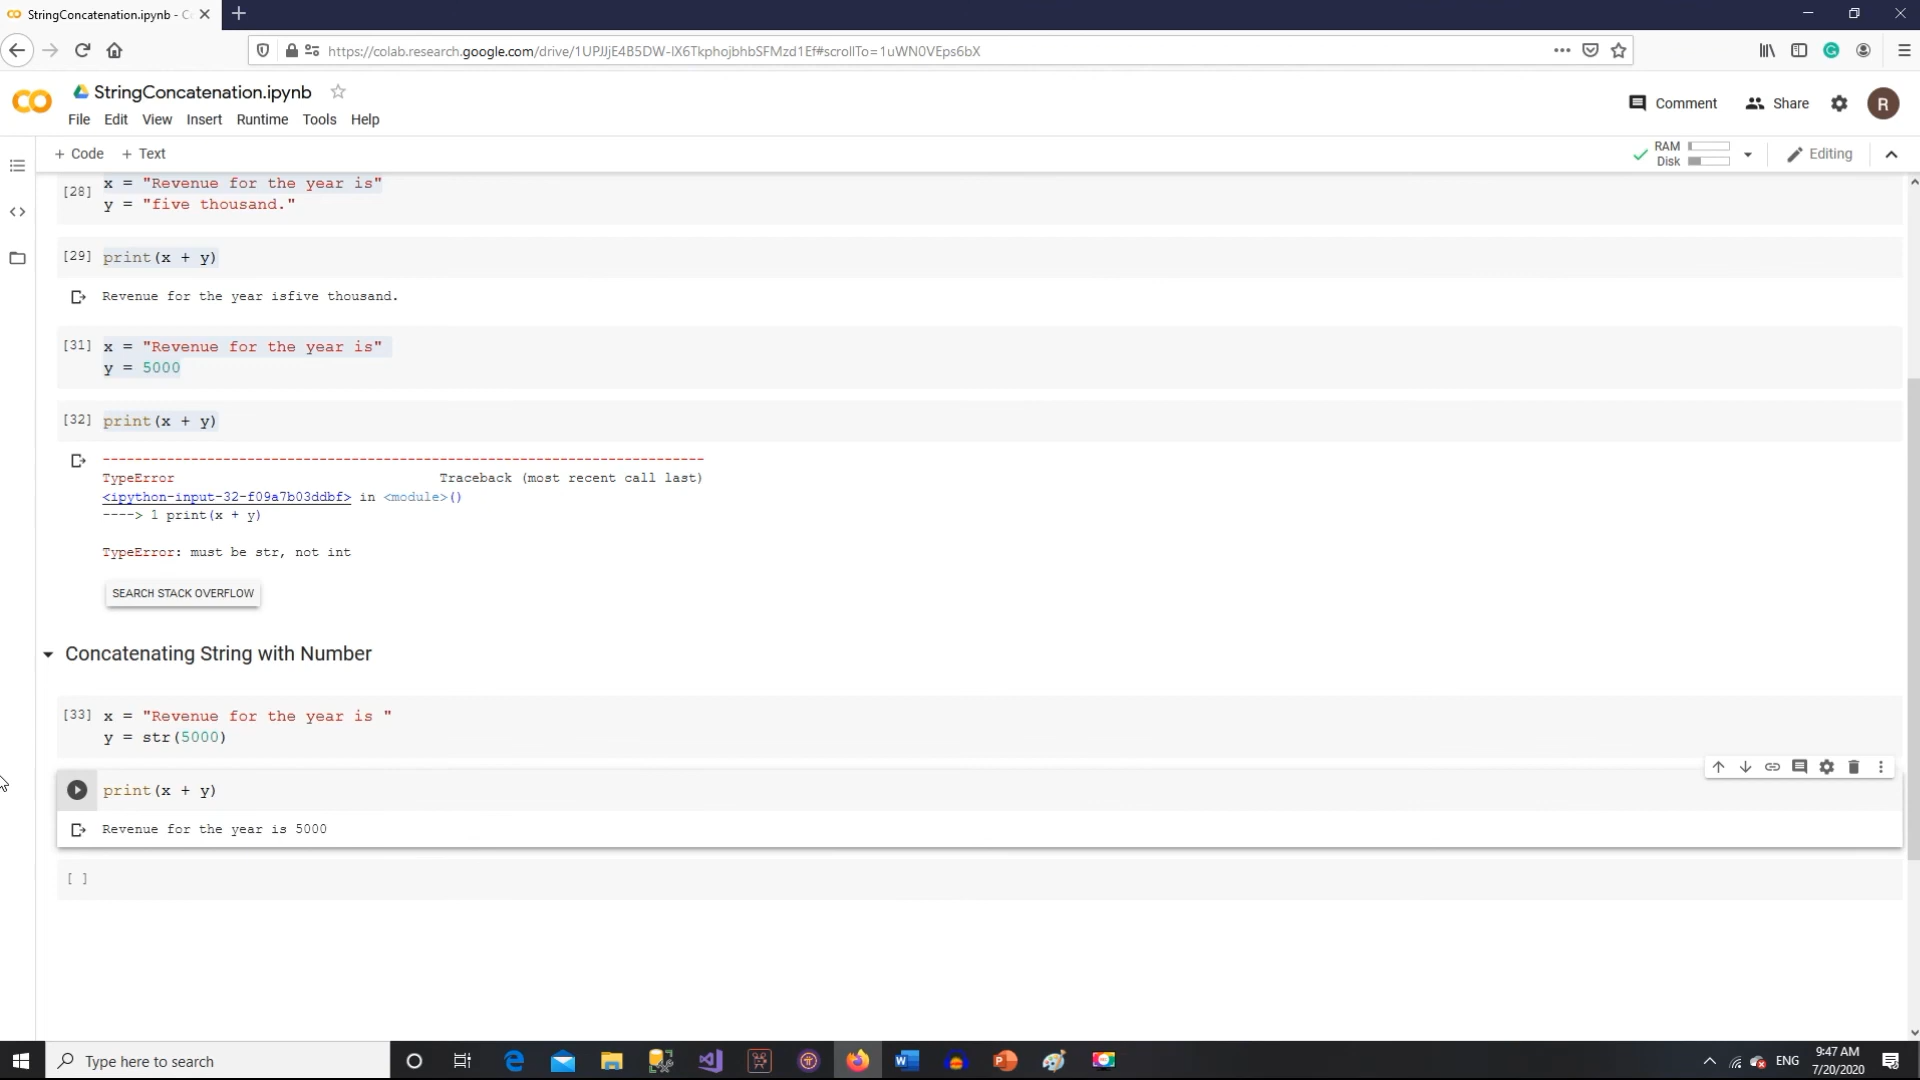 StringConcatenation.ipynb - C
https://colab.research.google.com/drive/1UPJJjE4B5DW-lX6TkphojbhbSFMzd1Ef#scrollTo=1uWN0VEps6bX
StringConcatenation.ipynb
Comment
Share
R
File Edit View Insert Runtime Tools Help
+ Code + Text
RAM
Disk
Editing
[28] x = "Revenue for the year is"
y = "five thousand."
[29] print(x + y)
Revenue for the year isfive thousand.
[31] x = "Revenue for the year is"
y = 5000
[32] print(x + y)
---------------------------------------------------------------------------
TypeError Traceback (most recent call last)
<ipython-input-32-f09a7b03ddbf> in <module>()
----> 1 print(x + y)
TypeError: must be str, not int
SEARCH STACK OVERFLOW
Concatenating String with Number
[33] x = "Revenue for the year is "
y = str(5000)
print(x + y)
Revenue for the year is 5000
[ ]
Type here to search
ENG
9:47 AM
7/20/2020